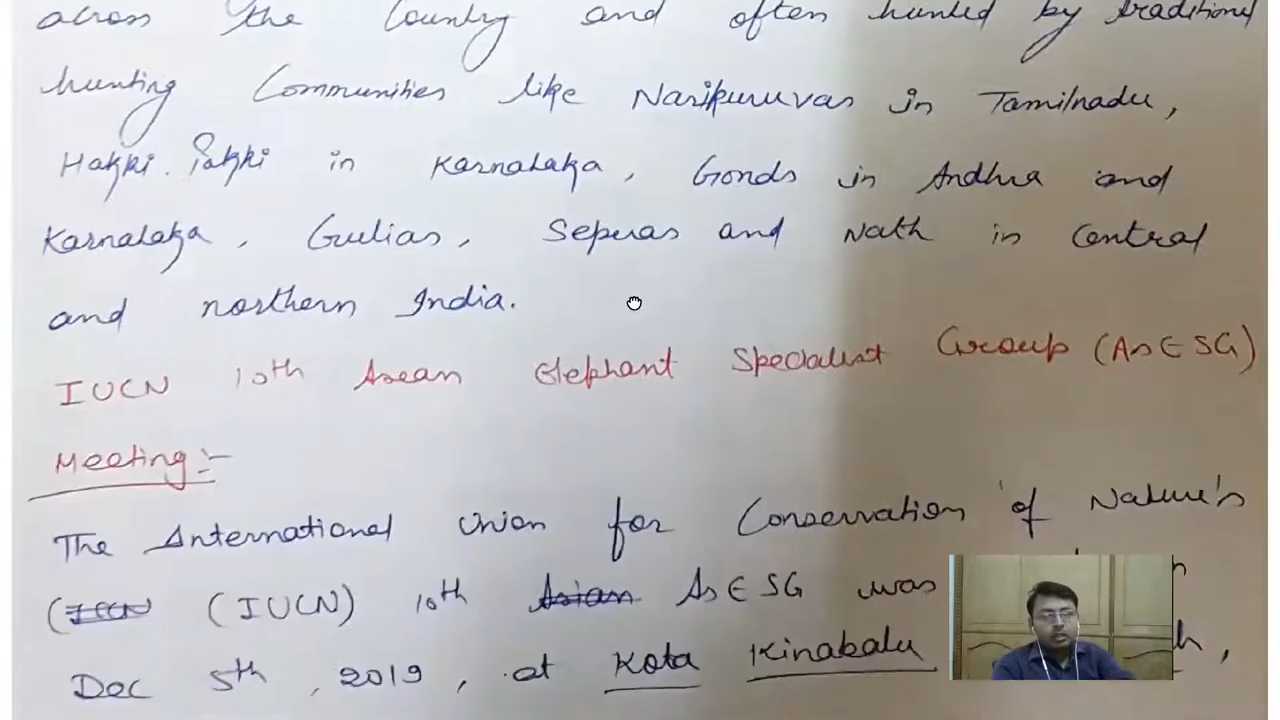 across the Country and often hunted by traditional
hunting Communities like Narikuruvas in Tamilnadu,
Hakki. Pakki in Karnataka, Gonds in Andhra and
Karnataka, Gulias, Seperas and Nath in Central
and northern India.
IUCN 10th Asean Elephant Specialist Group (AsESG)
Meeting :-
The International Union for Conservation of Nature's
(IUCN) 10th AsESG was
Dec 5th, 2019, at Kota Kinabalu